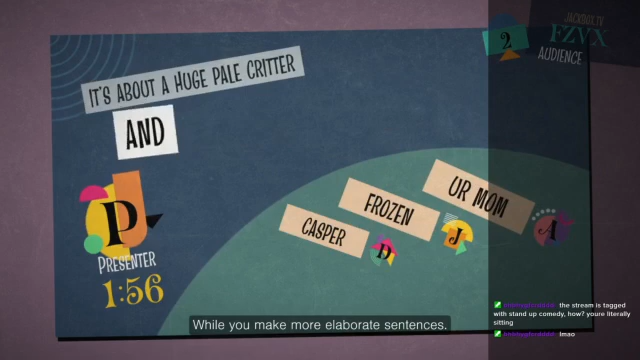 JACKBOX.TV
FZVX
2
AUDIENCE
IT'S ABOUT A HUGE PALE CRITTER
AND
P
PRESENTER
1:56
CASPER
D
FROZEN
J
UR MOM
A
While you make more elaborate sentences.
the stream is tagged
with stand up comedy, how? youre literally
sitting
lmao